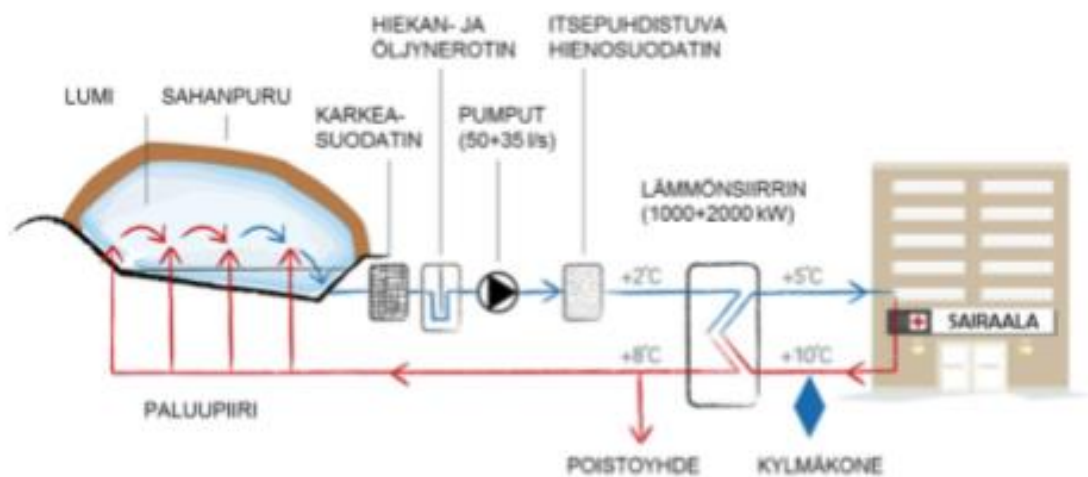 HIEKAN- JA
ÖLJYNEROTIN
ITSEPUHDISTUVA
HIENOSUODATIN
LUMI
SAHANPURU
KARKEA-
SUODATIN
PUMPUT
(50+35 l/s)
LÄMMÖNSIIRRIN
(1000+2000 kW)
+2°C
+5°C
SAIRAALA
+8°C
+10°C
PALUUPIIRI
POISTOYHDE
KYLMÄKONE